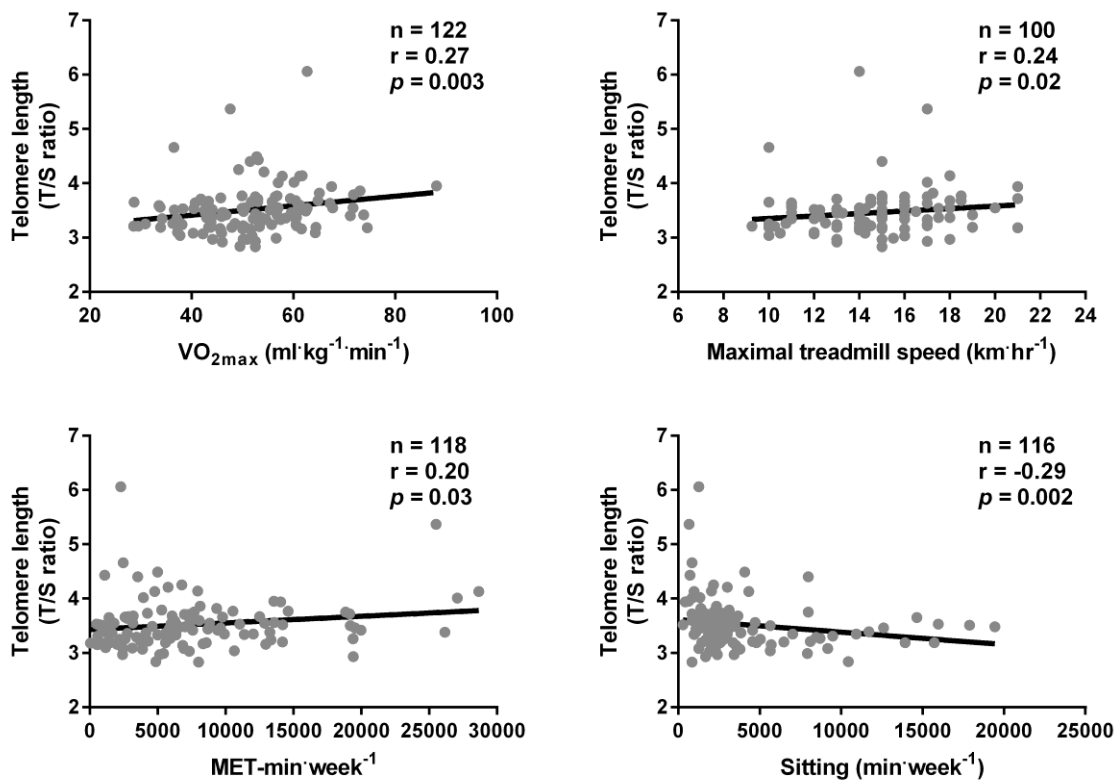 n = 122
r = 0.27
p = 0.003
Telomere length
(T/S ratio)
7
6
5
4
3
2
20 40 60 80 100
VO2max (ml·kg-1·min-1)
n = 100
r = 0.24
p = 0.02
Telomere length
(T/S ratio)
7
6
5
4
3
2
6 8 10 12 14 16 18 20 22 24
Maximal treadmill speed (km·hr-1)
n = 118
r = 0.20
p = 0.03
Telomere length
(T/S ratio)
7
6
5
4
3
2
0 5000 10000 15000 20000 25000 30000
MET-min·week-1
n = 116
r = -0.29
p = 0.002
Telomere length
(T/S ratio)
7
6
5
4
3
2
0 5000 10000 15000 20000 25000
Sitting (min·week-1)